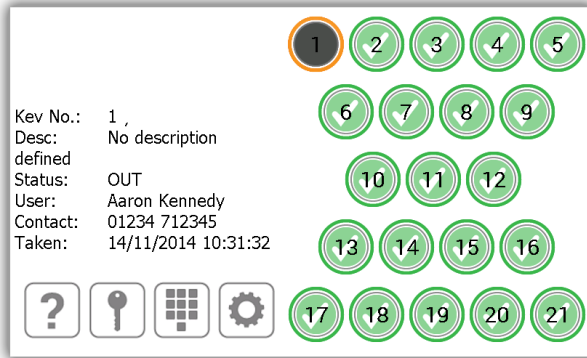 1 2 3 4 5
6 7 8 9
Kev No.: 1 ,
Desc: No description
defined
Status: OUT
User: Aaron Kennedy
Contact: 01234 712345
Taken: 14/11/2014 10:31:32
10 11 12
13 14 15 16
?
17 18 19 20 21